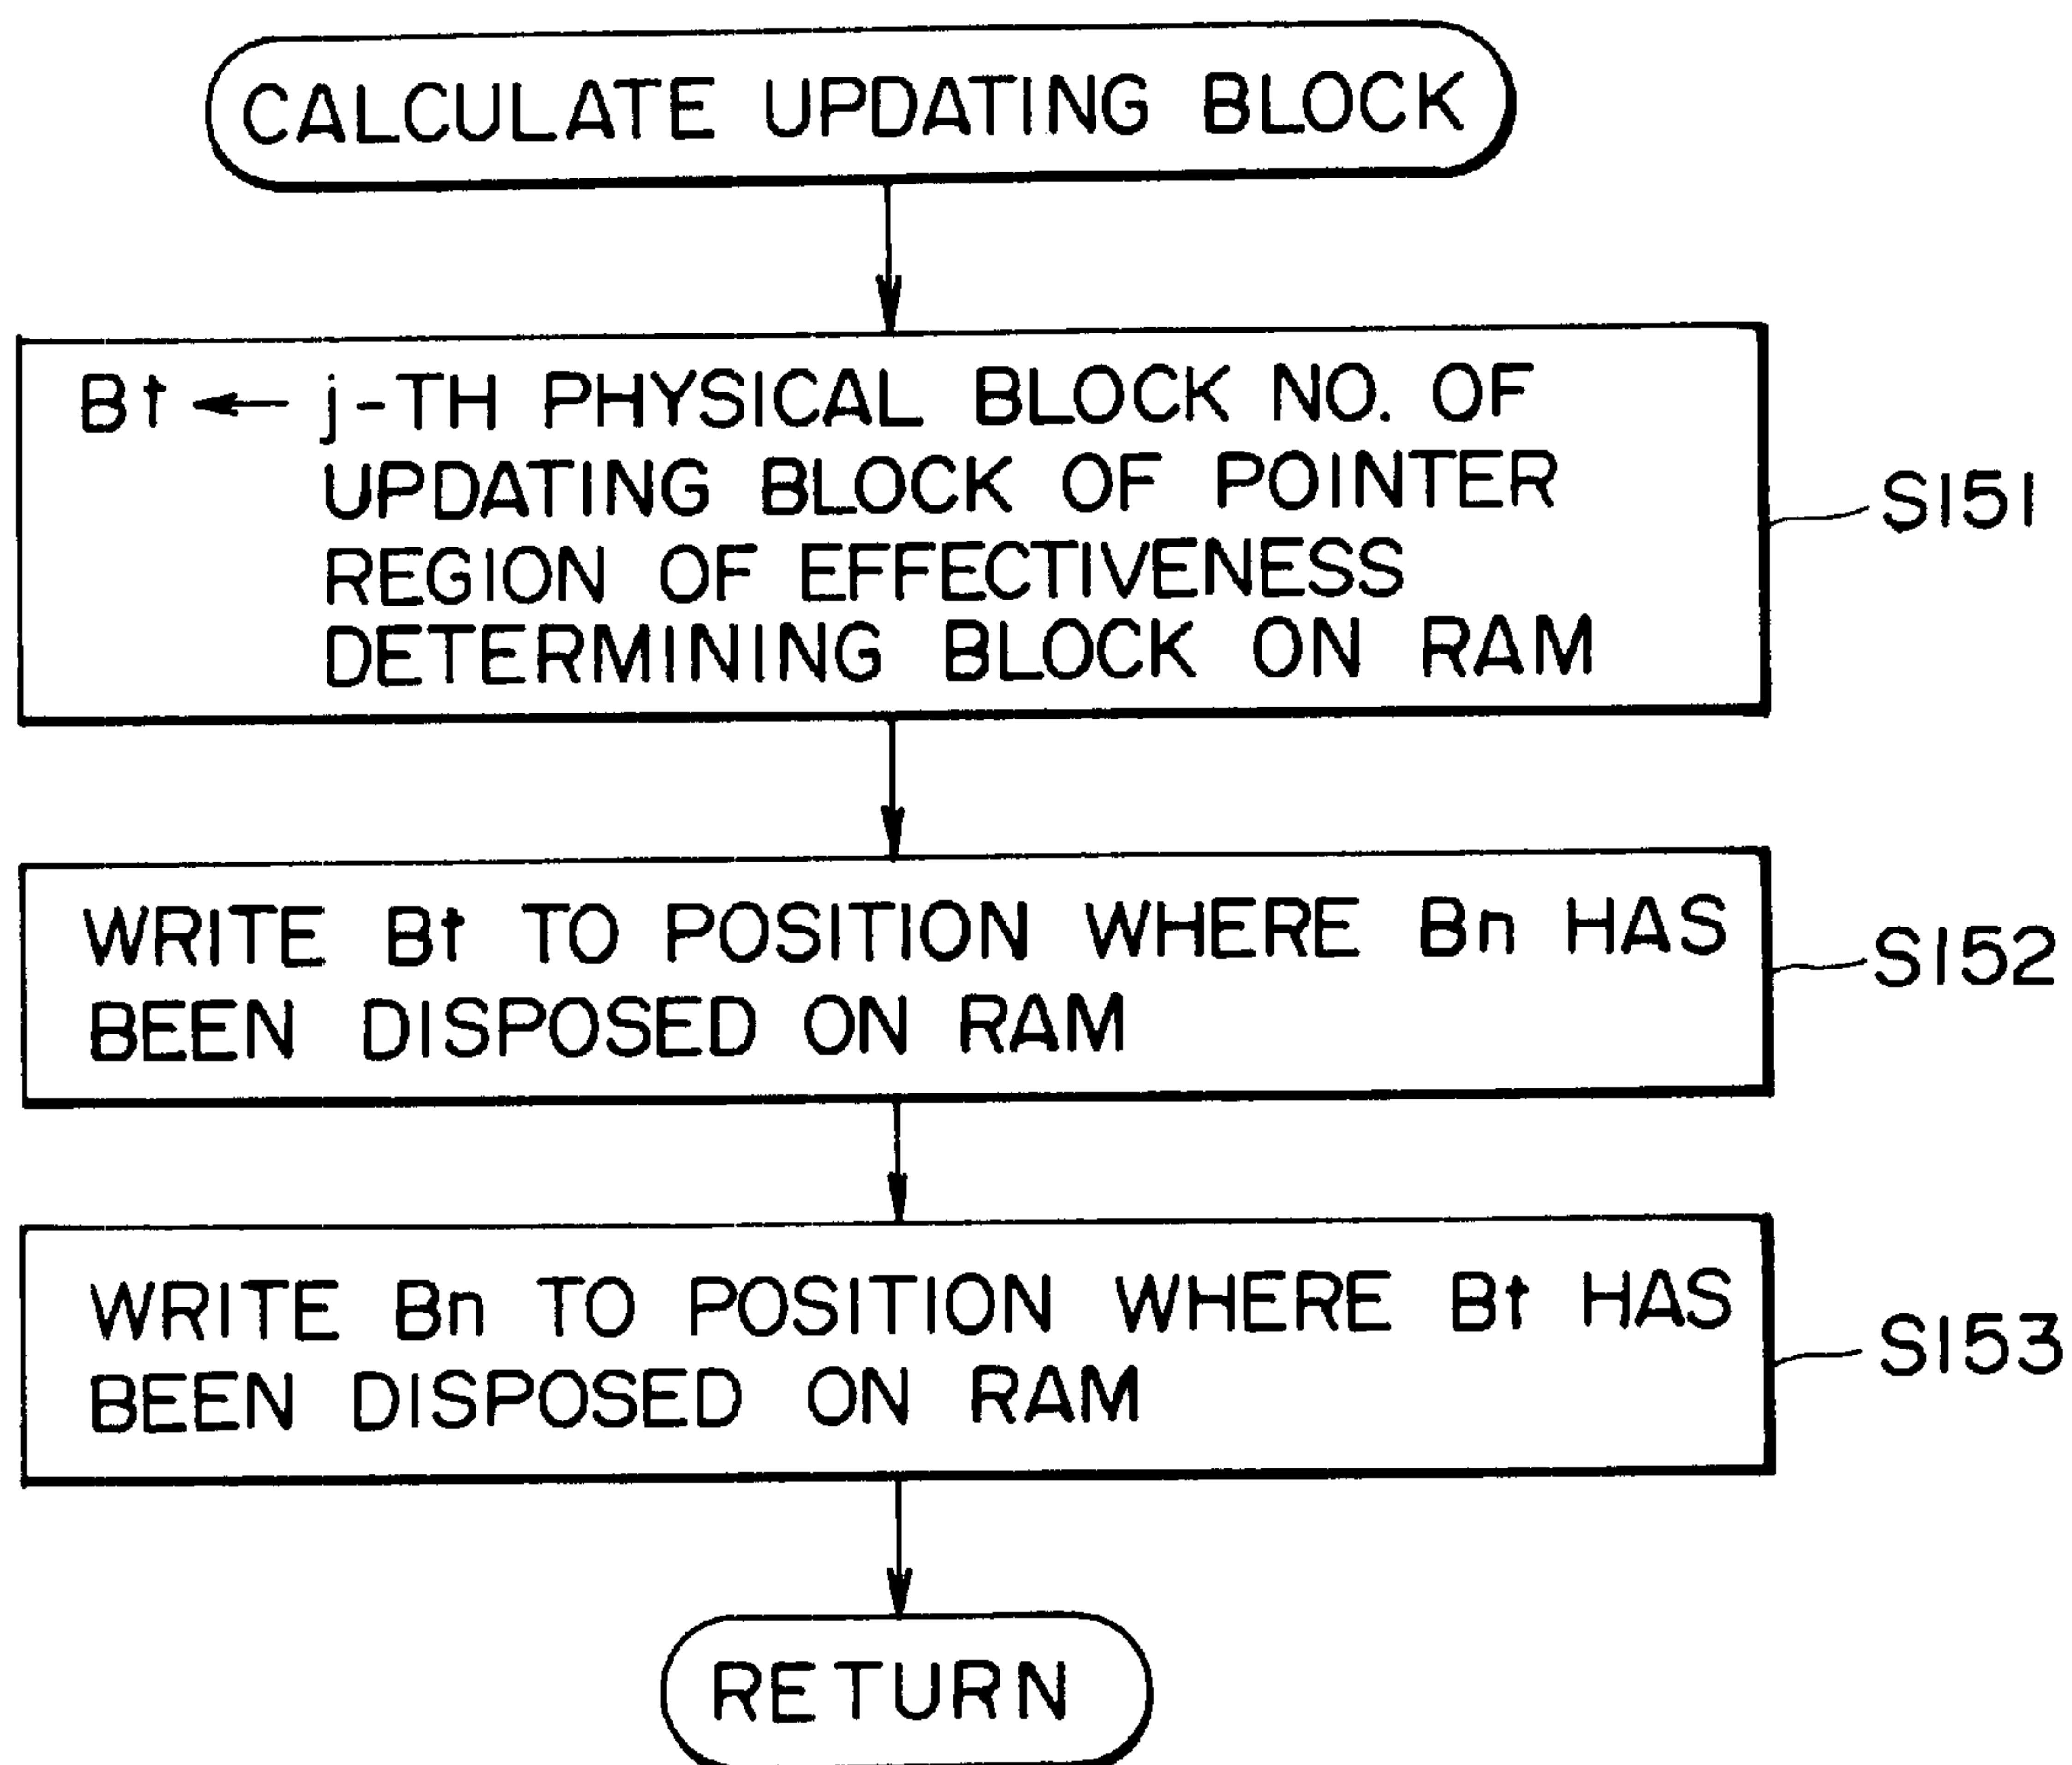 CALCULATE UPDATING BLOCK
Bt ← j-TH PHYSICAL BLOCK NO. OF
UPDATING BLOCK OF POINTER
REGION OF EFFECTIVENESS
DETERMINING BLOCK ON RAM
S151
WRITE Bt TO POSITION WHERE Bn HAS
BEEN DISPOSED ON RAM
S152
WRITE Bn TO POSITION WHERE Bt HAS
BEEN DISPOSED ON RAM
S153
RETURN